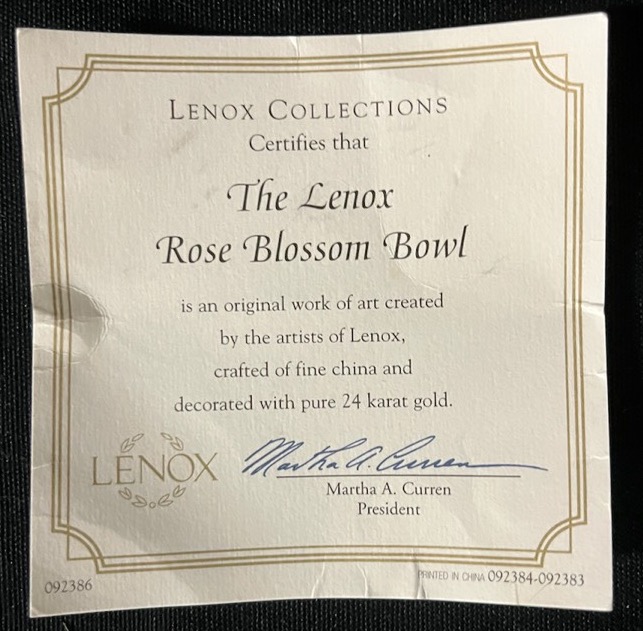 LENOX COLLECTIONS
Certifies that
The Lenox
Rose Blossom Bowl
is an original work of art created
by the artists of Lenox,
crafted of fine china and
decorated with pure 24 karat gold.
LENOX
Martha A. Curren
Martha A. Curren
President
092386
PRINTED IN CHINA 092384-092383